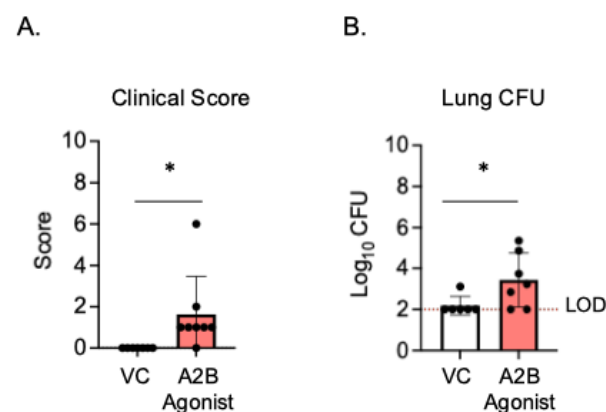 A.
Clinical Score
10
8
6
4
2
0
Score
*
VC
A2B
Agonist
B.
Lung CFU
10
8
6
4
2
0
Log₁₀ CFU
*
LOD
VC
A2B
Agonist